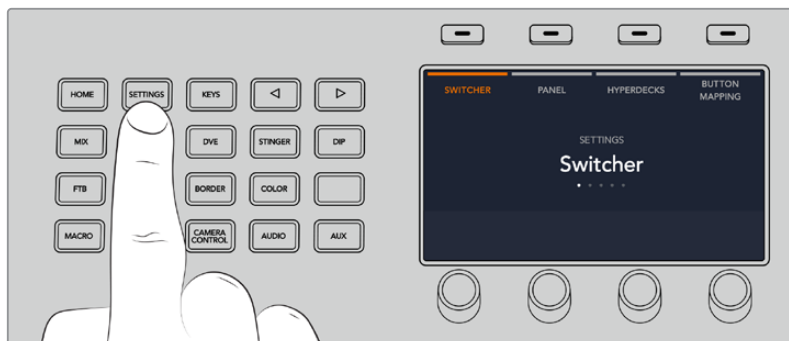 HOME
SETTINGS
KEYS
MIX
DVE
STINGER
DIP
FTB
BORDER
COLOR
MACRO
CAMERA
CONTROL
AUDIO
AUX
SWITCHER
PANEL
HYPERDECKS
BUTTON
MAPPING
SETTINGS
Switcher